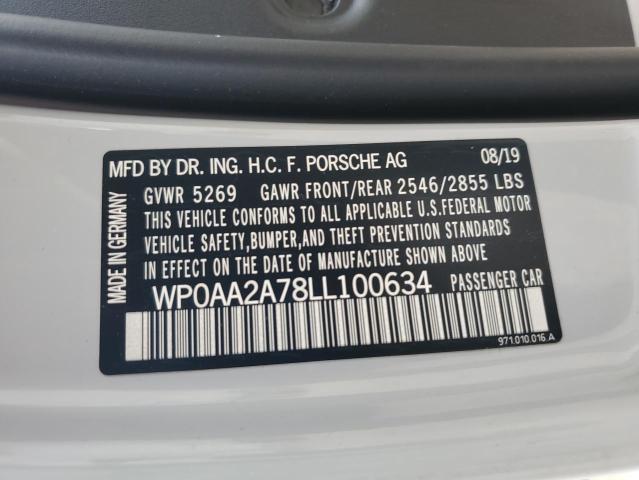 MFD BY DR. ING. H.C. F. PORSCHE AG 08/19
GVWR 5269 GAWR FRONT/REAR 2546/2855 LBS
THIS VEHICLE CONFORMS TO ALL APPLICABLE U.S.FEDERAL MOTOR
VEHICLE SAFETY,BUMPER,AND THEFT PREVENTION STANDARDS
IN EFFECT ON THE DATE OF MANUFACTURE SHOWN ABOVE
WP0AA2A78LL100634 PASSENGER CAR
971.010.016.A
MADE IN GERMANY